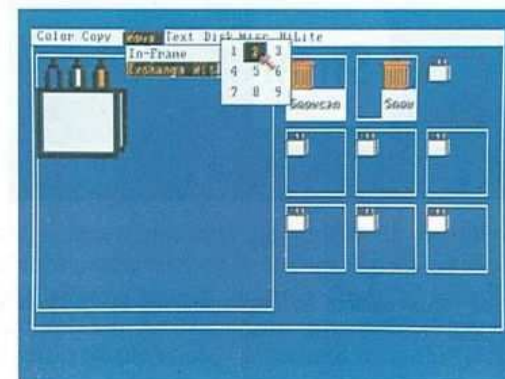 Color Copy Move Text Disk Misc HiLite
In-Frame
Exchange With
1 2 3
4 5 6
7 8 9
Snow